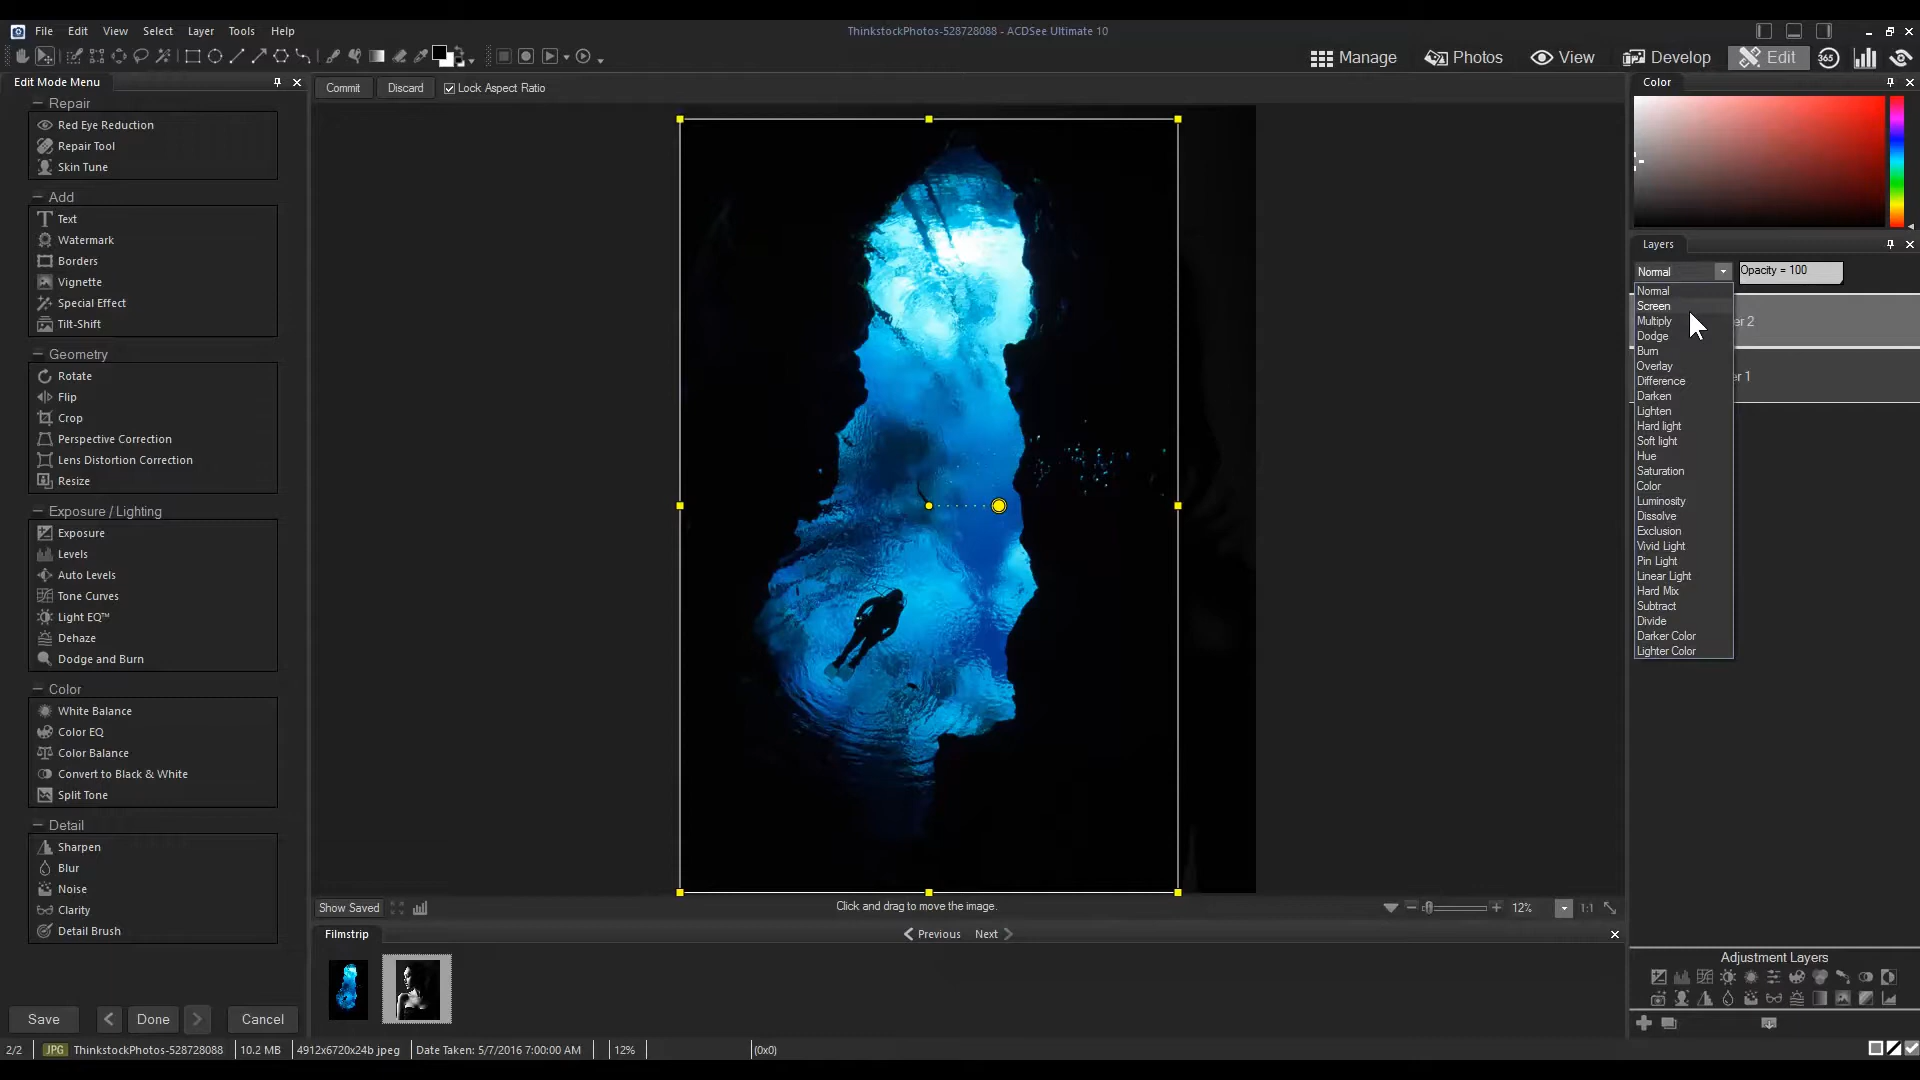 File Edit View Select Layer Tools Help
ThinkstockPhotos-528728088 - ACDSee Ultimate 10
Manage Photos View Develop Edit 365
Edit Mode Menu
Commit Discard Lock Aspect Ratio
Repair
Red Eye Reduction
Repair Tool
Skin Tune
Add
Text
Watermark
Borders
Vignette
Special Effect
Tilt-Shift
Geometry
Rotate
Flip
Crop
Perspective Correction
Lens Distortion Correction
Resize
Exposure / Lighting
Exposure
Levels
Auto Levels
Tone Curves
Light EQ™
Dehaze
Dodge and Burn
Color
White Balance
Color EQ
Color Balance
Convert to Black & White
Split Tone
Detail
Sharpen
Blur
Noise
Clarity
Detail Brush
Save Done Cancel
Color
Layers
Normal Opacity = 100
Normal
Screen
Multiply er 2
Dodge
Burn
Overlay
Difference er 1
Darken
Lighten
Hard light
Soft light
Hue
Saturation
Color
Luminosity
Dissolve
Exclusion
Vivid Light
Pin Light
Linear Light
Hard Mix
Subtract
Divide
Darker Color
Lighter Color
Adjustment Layers
Show Saved Click and drag to move the image. 12% 1:1
Filmstrip Previous Next
2/2 JPG ThinkstockPhotos-528728088 10.2 MB 4912x6720x24b jpeg Date Taken: 5/7/2016 7:00:00 AM 12% (0x0)